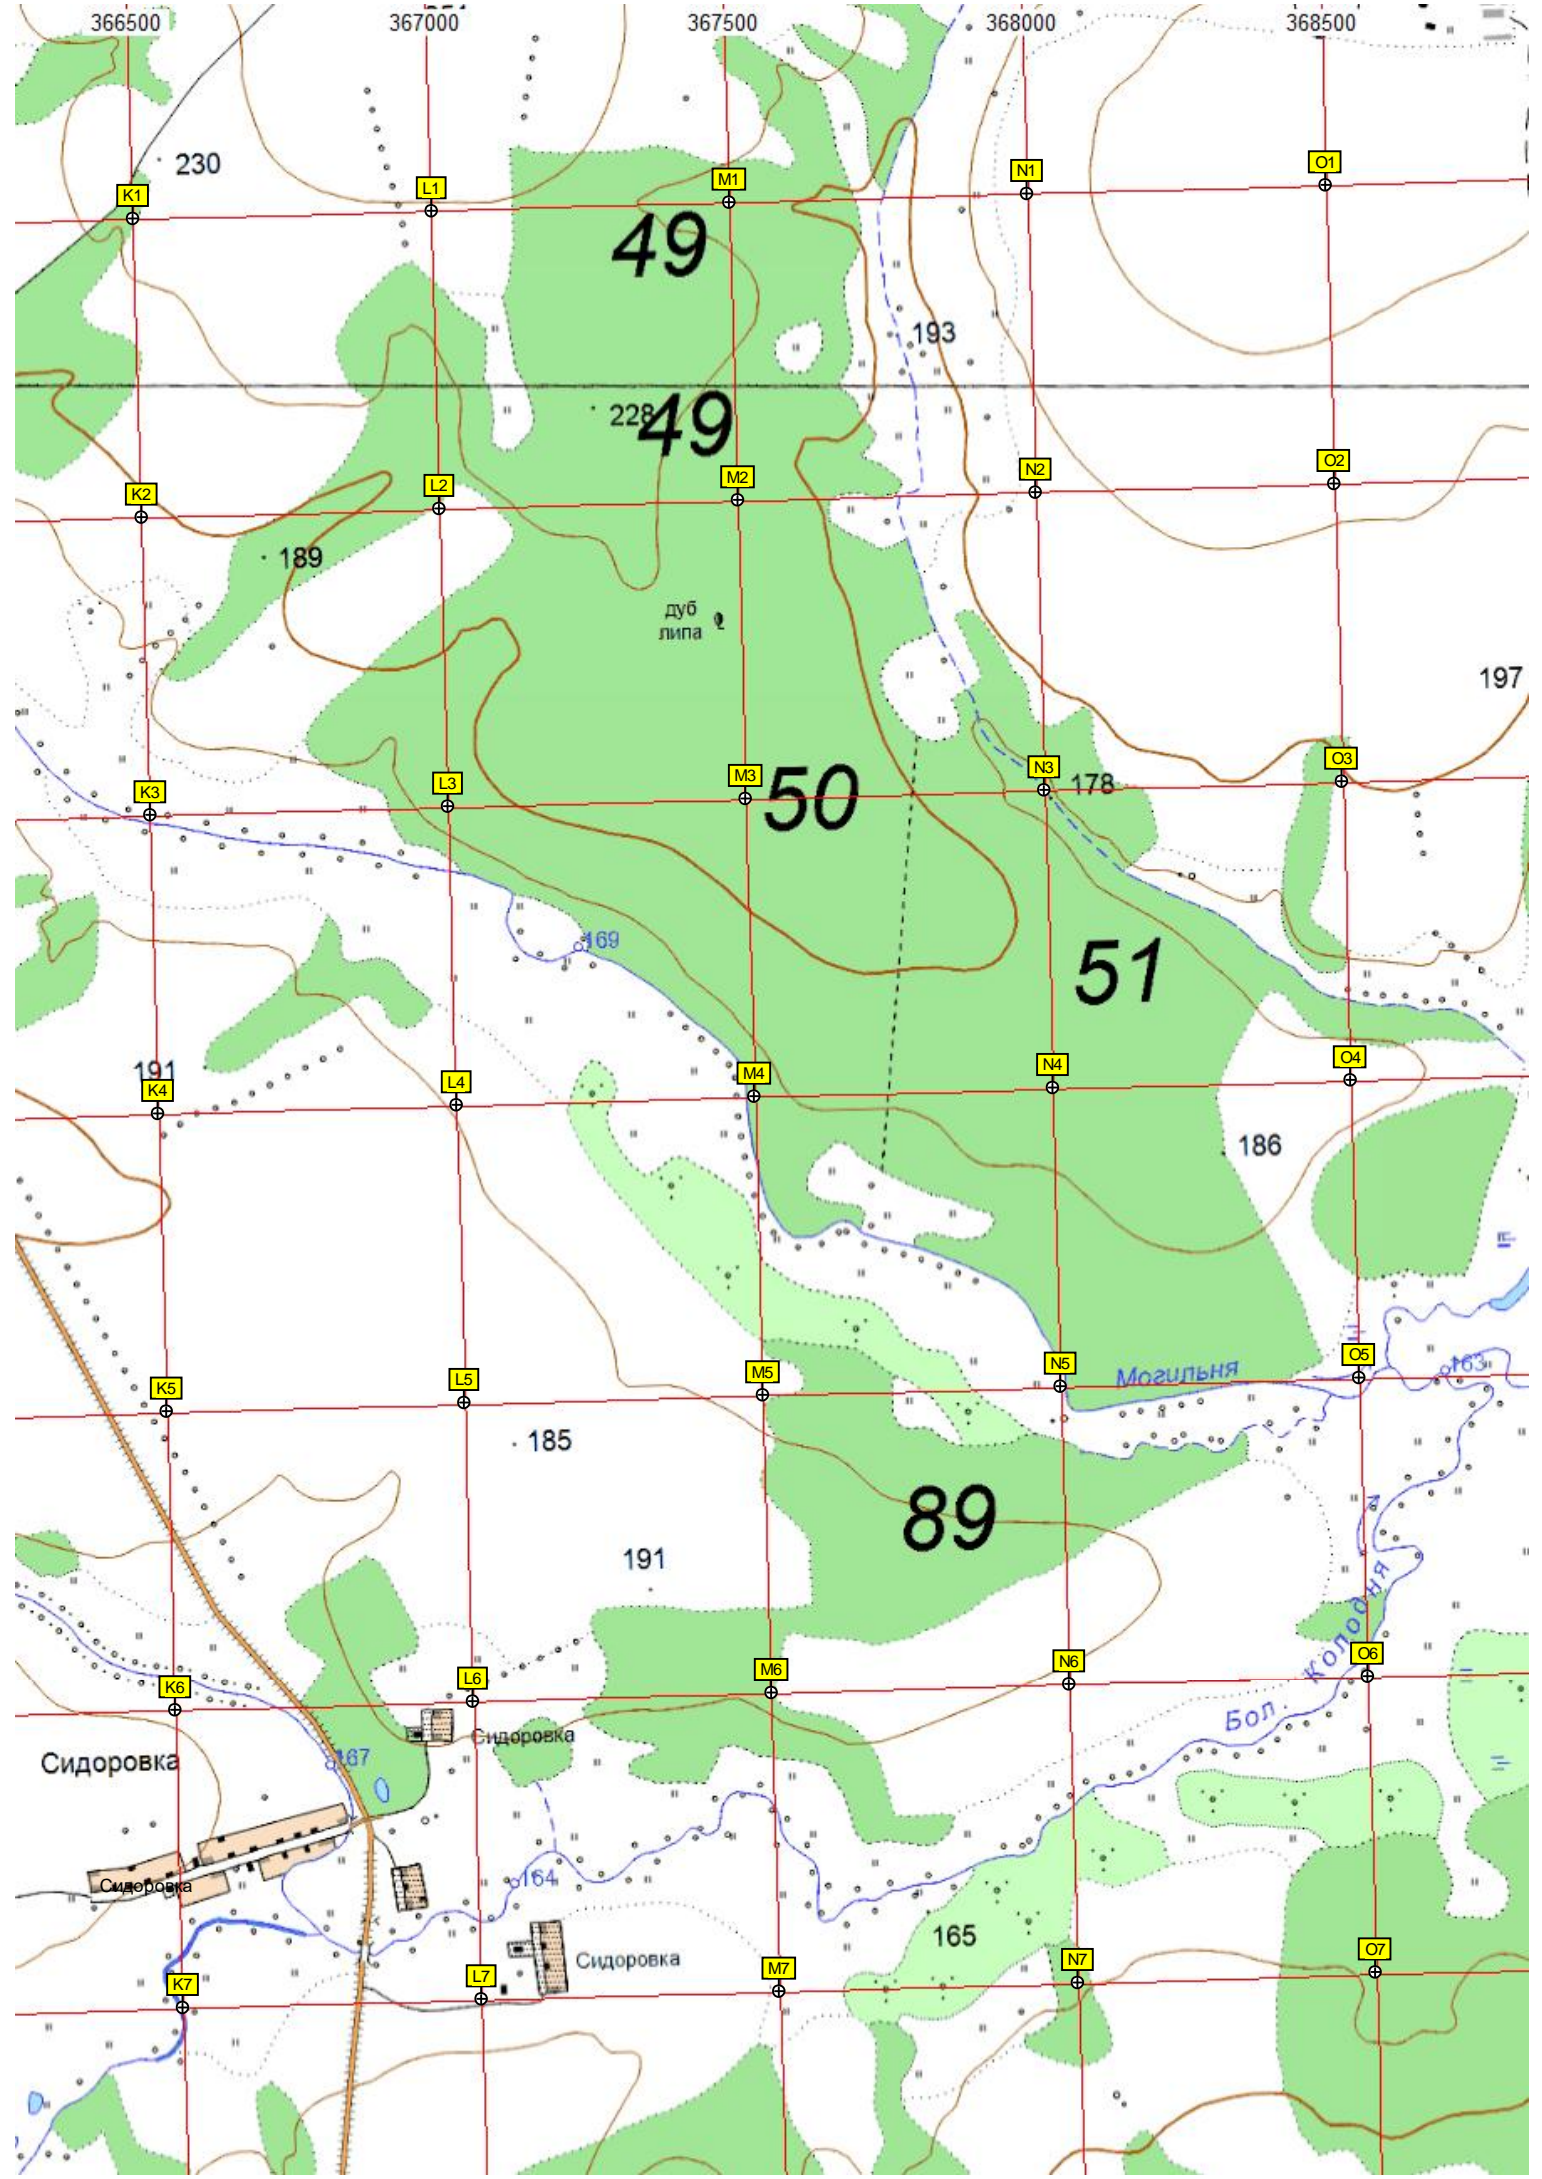 366500 367000 367500 368000 368500
230
K1 L1 M1 N1 O1
49
193
228 49
K2 L2 M2 N2 O2
189
дуб
липа
197
K3 L3 M3 N3 O3
50 178
169
51
191
K4 L4 M4 N4 O4
186
K5 L5 M5 N5 O5
Могильня 163
185
89
191
K6 L6 M6 N6 O6
Бол. Колодня
Сидоровка
Сидоровка 167
164
Сидоровка
165
Сидоровка
K7 L7 M7 N7 O7